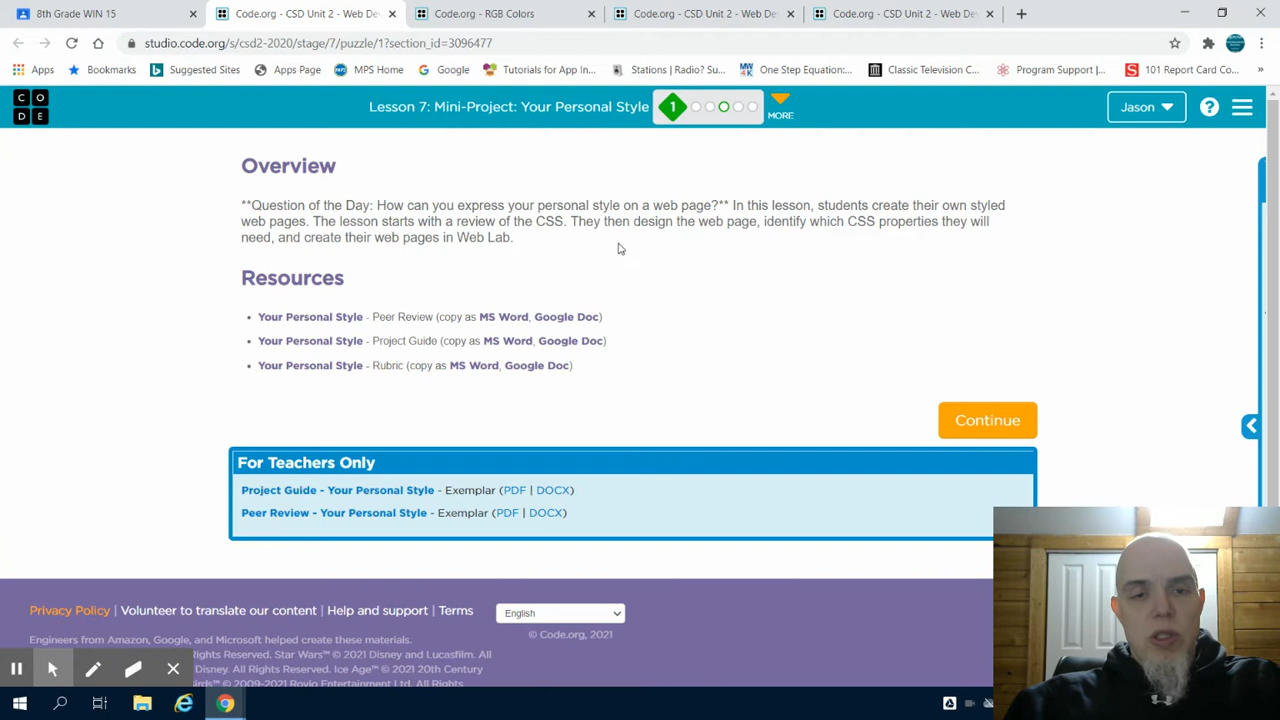 8th Grade WIN 15
Code.org - CSD Unit 2 - Web De
Code.org - RGB Colors
Code.org - CSD Unit 2 - Web De
Code.org - CSD Unit 2 - Web De
studio.code.org/s/csd2-2020/stage/7/puzzle/1?section_id=3096477
Apps
Bookmarks
Suggested Sites
Apps Page
MPS Home
Google
Tutorials for App In...
Stations | Radio? Su...
One Step Equation:...
Classic Television C...
Program Support |...
101 Report Card Co...
»
C O
D E
Lesson 7: Mini-Project: Your Personal Style
1
MORE
Jason
?
Overview
**Question of the Day: How can you express your personal style on a web page?** In this lesson, students create their own styled
web pages. The lesson starts with a review of the CSS. They then design the web page, identify which CSS properties they will
need, and create their web pages in Web Lab.
Resources
• Your Personal Style - Peer Review (copy as MS Word, Google Doc)
• Your Personal Style - Project Guide (copy as MS Word, Google Doc)
• Your Personal Style - Rubric (copy as MS Word, Google Doc)
Continue
For Teachers Only
Project Guide - Your Personal Style - Exemplar (PDF | DOCX)
Peer Review - Your Personal Style - Exemplar (PDF | DOCX)
Privacy Policy | Volunteer to translate our content | Help and support | Terms
English
© Code.org, 2021
Engineers from Amazon, Google, and Microsoft helped create these materials.
Star Wars™ © 2021 Disney and Lucasfilm. All
Disney. All Rights Reserved. Ice Age™ © 2021 20th Century
© 2009-2021 Rovio Entertainment Ltd. All Rights